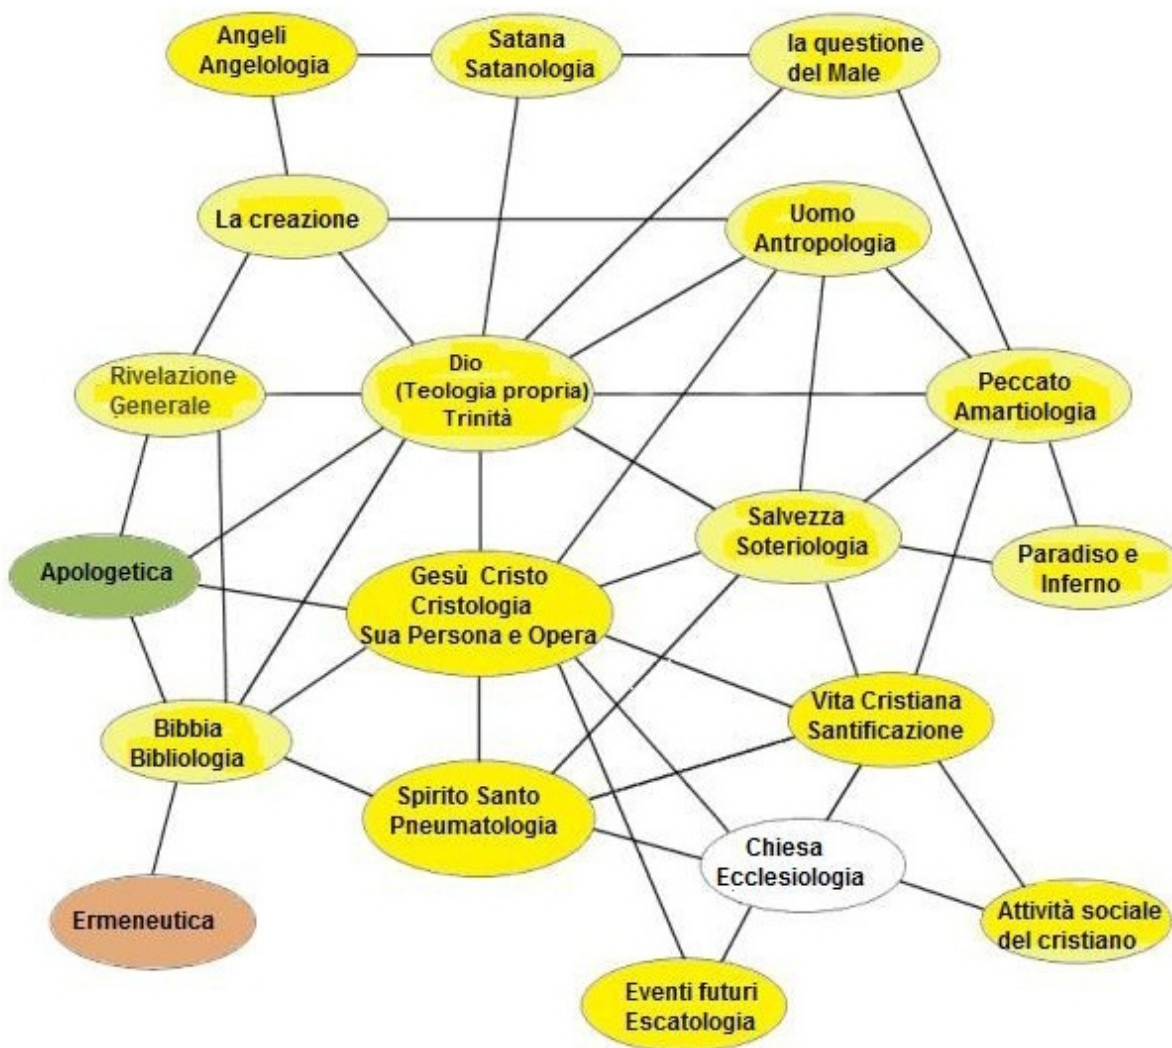 Angeli
Angelologia
Satana
Satanologia
la questione
del Male
La creazione
Uomo
Antropologia
Rivelazione
Generale
Dio
(Teologia propria)
Trinità
Peccato
Amartiologia
Salvezza
Soteriologia
Paradiso e
Inferno
Apologetica
Gesù Cristo
Cristologia
Sua Persona e Opera
Vita Cristiana
Santificazione
Bibbia
Bibliologia
Spirito Santo
Pneumatologia
Chiesa
Ecclesiologia
Ermeneutica
Attività sociale
del cristiano
Eventi futuri
Escatologia